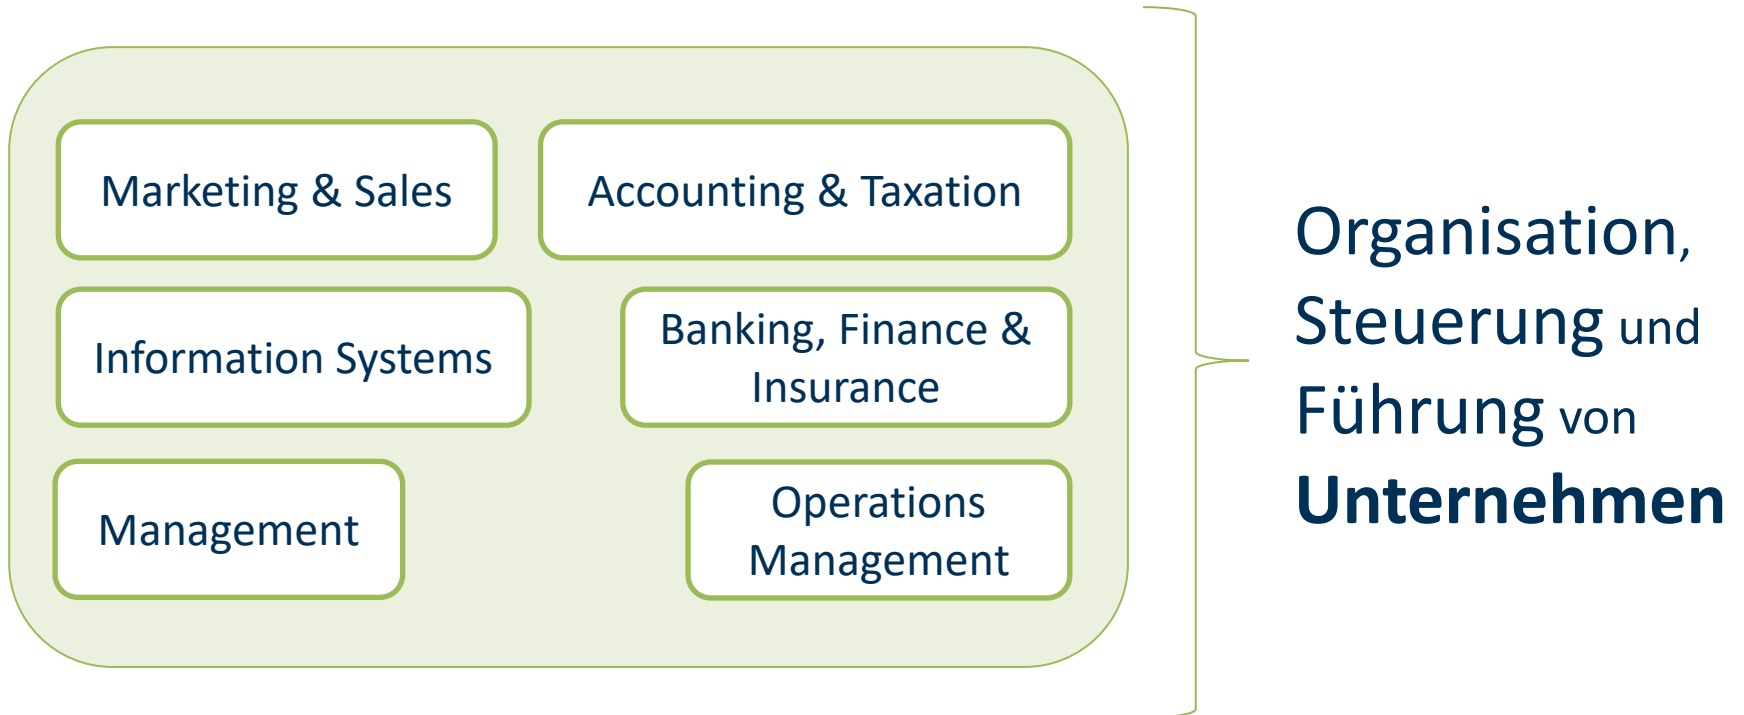 Marketing & Sales
Accounting & Taxation
Information Systems
Banking, Finance &
Insurance
Management
Operations
Management
Organisation,
Steuerung und
Führung von
Unternehmen